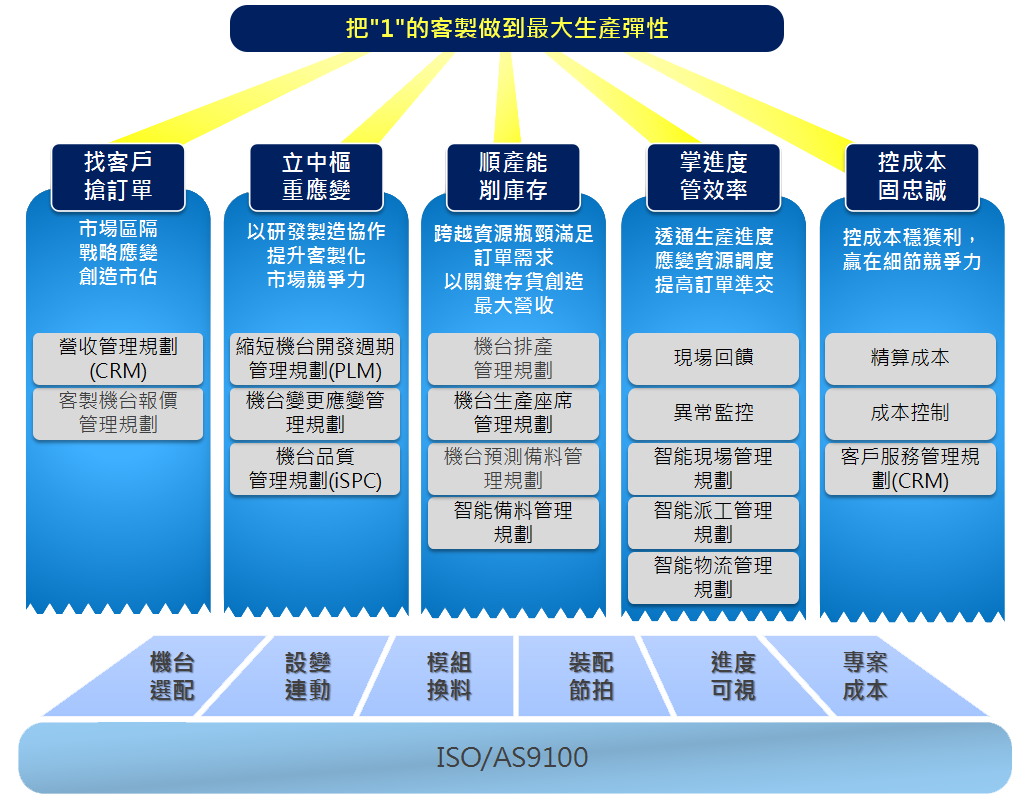 把"1"的客製做到最大生產彈性
找客戶
搶訂單
市場區隔
戰略應變
創造市佔
營收管理規劃
(CRM)
客製機台報價
管理規劃
立中樞
重應變
以研發製造協作
提升客製化
市場競爭力
縮短機台開發週期
管理規劃(PLM)
機台變更應變管
理規劃
機台品質
管理規劃(iSPC)
順產能
削庫存
跨越資源瓶頸滿足
訂單需求
以關鍵存貨創造
最大營收
機台排產
管理規劃
機台生產座席
管理規劃
機台預測備料管
理規劃
智能備料管理
規劃
掌進度
管效率
透通生產進度
應變資源調度
提高訂單準交
現場回饋
異常監控
智能現場管理
規劃
智能派工管理
規劃
智能物流管理
規劃
控成本
固忠誠
控成本穩獲利，
贏在細節競爭力
精算成本
成本控制
客戶服務管理規
劃(CRM)
機台
選配
設變
連動
模組
換料
裝配
節拍
進度
可視
專案
成本
ISO/AS9100